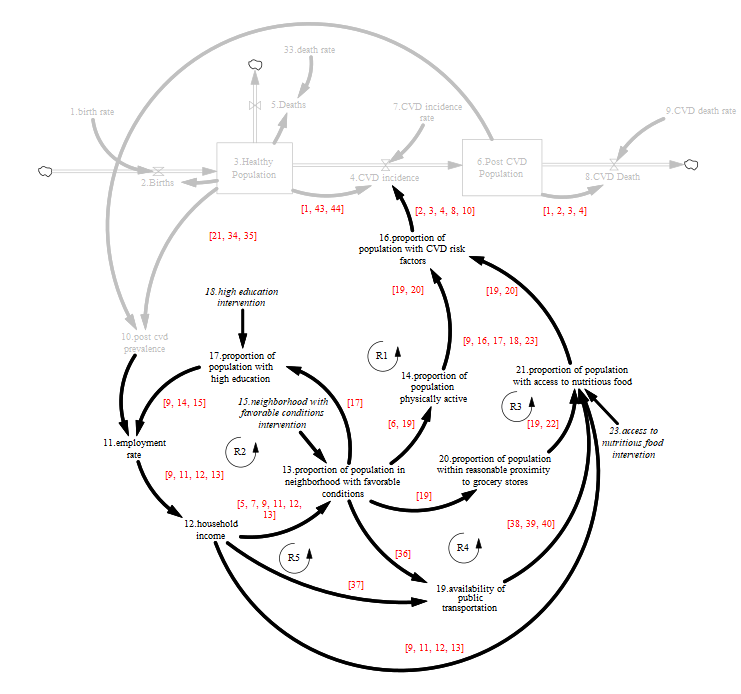 33.death rate
1.birth rate
5.Deaths
7.CVD incidence
rate
9.CVD death rate
3.Healthy
Population
6.Post CVD
Population
2.Births
4.CVD incidence
8.CVD Death
[1, 43, 44]
[2, 3, 4, 8, 10]
[1, 2, 3, 4]
[21, 34, 35]
16.proportion of
population with CVD risk
factors
18.high education
intervention
[19, 20]
[19, 20]
10.post cvd
prevalence
17.proportion of
population with
high education
R1
[9, 16, 17, 18, 23]
14.proportion of
population
physically active
21.proportion of population
with access to nutritious food
[9, 14, 15]
15.neighborhood with
favorable conditions
intervention
[17]
R3
[6, 19]
[19, 22]
23.access to
nutritious food
intervetion
11.employment
rate
R2
13.proportion of population in
neighborhood with favorable
conditions
20.proportion of population
within reasonable proximity
to grocery stores
[9, 11, 12, 13]
[19]
[5, 7, 9, 11, 12,
13]
12.household
income
[38, 39, 40]
R5
[36]
R4
[37]
19.availability of
public
transportation
[9, 11, 12, 13]